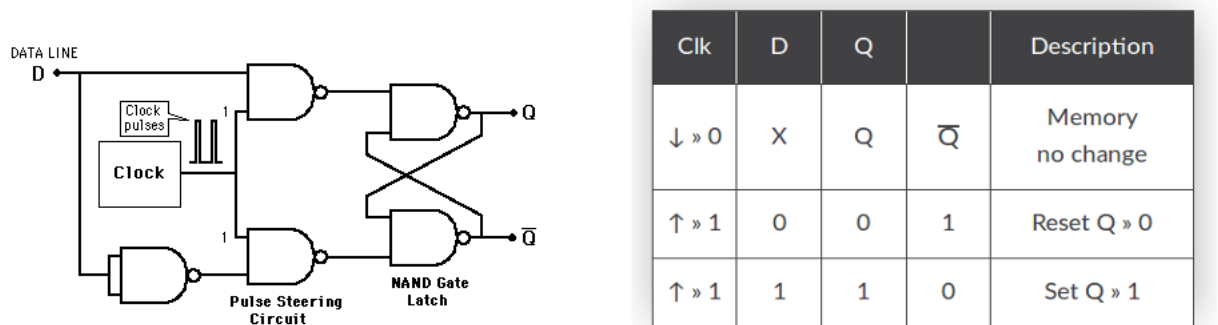 DATA LINE
D
Clock
pulses
1
Q
Clock
1
Q̅
NAND Gate
Latch
Pulse Steering
Circuit
Clk D Q Description
↓ » 0 X Q Q̅ Memory
no change
↑ » 1 0 0 1 Reset Q » 0
↑ » 1 1 1 0 Set Q » 1